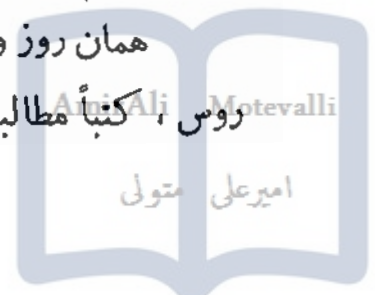 همان روز و
روس ، کتباً مطالب
AmirAli Motevalli
امیرعلی متولی